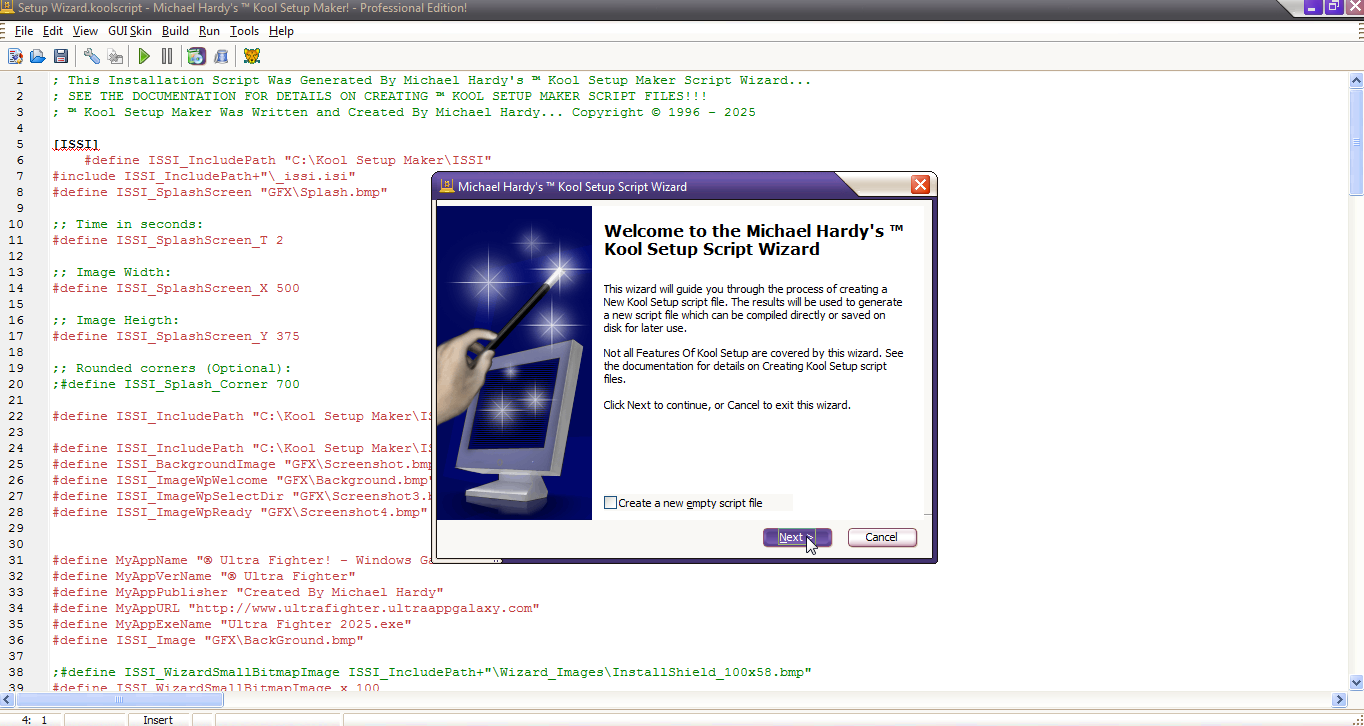 Setup Wizard.koolscript - Michael Hardy's ™ Kool Setup Maker! - Professional Edition!
File Edit View GUI Skin Build Run Tools Help
1 ; This Installation Script Was Generated By Michael Hardy's ™ Kool Setup Maker Script Wizard...
2 ; SEE THE DOCUMENTATION FOR DETAILS ON CREATING ™ KOOL SETUP MAKER SCRIPT FILES!!!
3 ; ™ Kool Setup Maker Was Written and Created By Michael Hardy... Copyright © 1996 - 2025
4
5 [ISSI]
6 #define ISSI_IncludePath "C:\Kool Setup Maker\ISSI"
7 #include ISSI_IncludePath+"\_issi.isi"
8 #define ISSI_SplashScreen "GFX\Splash.bmp"
9
10 ;; Time in seconds:
11 #define ISSI_SplashScreen_T 2
12
13 ;; Image Width:
14 #define ISSI_SplashScreen_X 500
15
16 ;; Image Heigth:
17 #define ISSI_SplashScreen_Y 375
18
19 ;; Rounded corners (Optional):
20 ;#define ISSI_Splash_Corner 700
21
22 #define ISSI_IncludePath "C:\Kool Setup Maker\IS
23
24 #define ISSI_IncludePath "C:\Kool Setup Maker\IS
25 #define ISSI_BackgroundImage "GFX\Screenshot.bmp
26 #define ISSI_ImageWpWelcome "GFX\Background.bmp"
27 #define ISSI_ImageWpSelectDir "GFX\Screenshot3.b
28 #define ISSI_ImageWpReady "GFX\Screenshot4.bmp"
29
30
31 #define MyAppName "® Ultra Fighter! - Windows Ga
32 #define MyAppVerName "® Ultra Fighter"
33 #define MyAppPublisher "Created By Michael Hardy"
34 #define MyAppURL "http://www.ultrafighter.ultraappgalaxy.com"
35 #define MyAppExeName "Ultra Fighter 2025.exe"
36 #define ISSI_Image "GFX\BackGround.bmp"
37
38 ;#define ISSI_WizardSmallBitmapImage ISSI_IncludePath+"\Wizard_Images\InstallShield_100x58.bmp"
39 #define ISSI_WizardSmallBitmapImage_x 100
Michael Hardy's ™ Kool Setup Script Wizard
Welcome to the Michael Hardy's ™
Kool Setup Script Wizard
This wizard will guide you through the process of creating a
New Kool Setup script file. The results will be used to generate
a new script file which can be compiled directly or saved on
disk for later use.
Not all Features Of Kool Setup are covered by this wizard. See
the documentation for details on Creating Kool Setup script
files.
Click Next to continue, or Cancel to exit this wizard.
Create a new empty script file
Next >
Cancel
4: 1 Insert